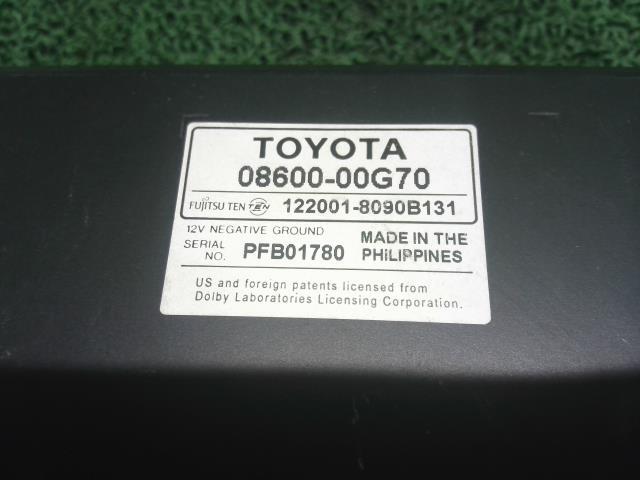 TOYOTA
08600-00G70
FUJITSU TEN TEN 122001-8090B131
12V NEGATIVE GROUND
SERIAL NO. PFB01780
MADE IN THE PHILIPPINES
US and foreign patents licensed from
Dolby Laboratories Licensing Corporation.